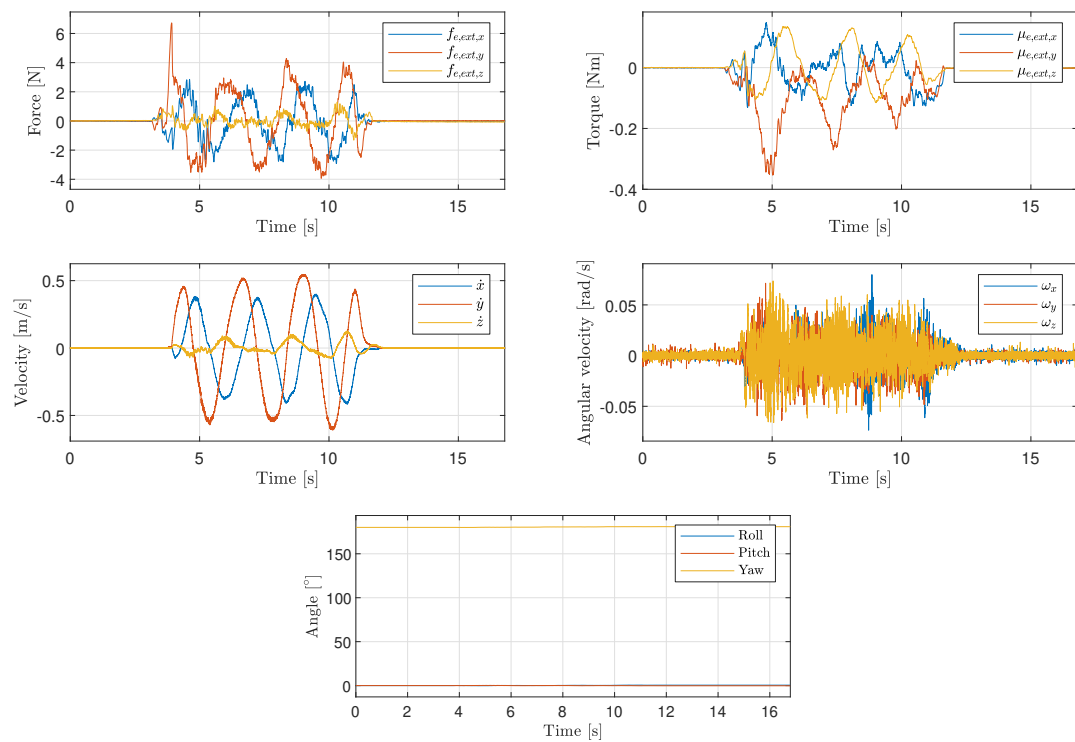 Force [N]
6
4
2
0
-2
-4
f_{e,ext,x}
f_{e,ext,y}
f_{e,ext,z}
0 5 10 15
Time [s]
Torque [Nm]
0
-0.2
-0.4
μ_{e,ext,x}
μ_{e,ext,y}
μ_{e,ext,z}
0 5 10 15
Time [s]
Velocity [m/s]
0.5
0
-0.5
ẋ
ẏ
ż
0 5 10 15
Time [s]
Angular velocity [rad/s]
0.05
0
-0.05
ω_x
ω_y
ω_z
0 5 10 15
Time [s]
Angle [°]
150
100
50
0
Roll
Pitch
Yaw
0 2 4 6 8 10 12 14 16
Time [s]